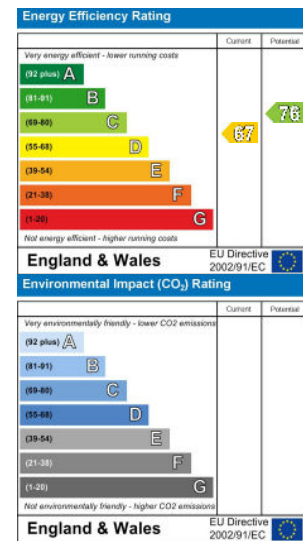 Energy Efficiency Rating
Current Potential
Very energy efficient - lower running costs
(92 plus) A
(81-91) B
(69-80) C
76
(55-68) D
67
(39-54) E
(21-38) F
(1-20) G
Not energy efficient - higher running costs
England & Wales EU Directive 2002/91/EC
Environmental Impact (CO₂) Rating
Current Potential
Very environmentally friendly - lower CO2 emissions
(92 plus) A
(81-91) B
(69-80) C
(55-68) D
(39-54) E
(21-38) F
(1-20) G
Not environmentally friendly - higher CO2 emissions
England & Wales EU Directive 2002/91/EC